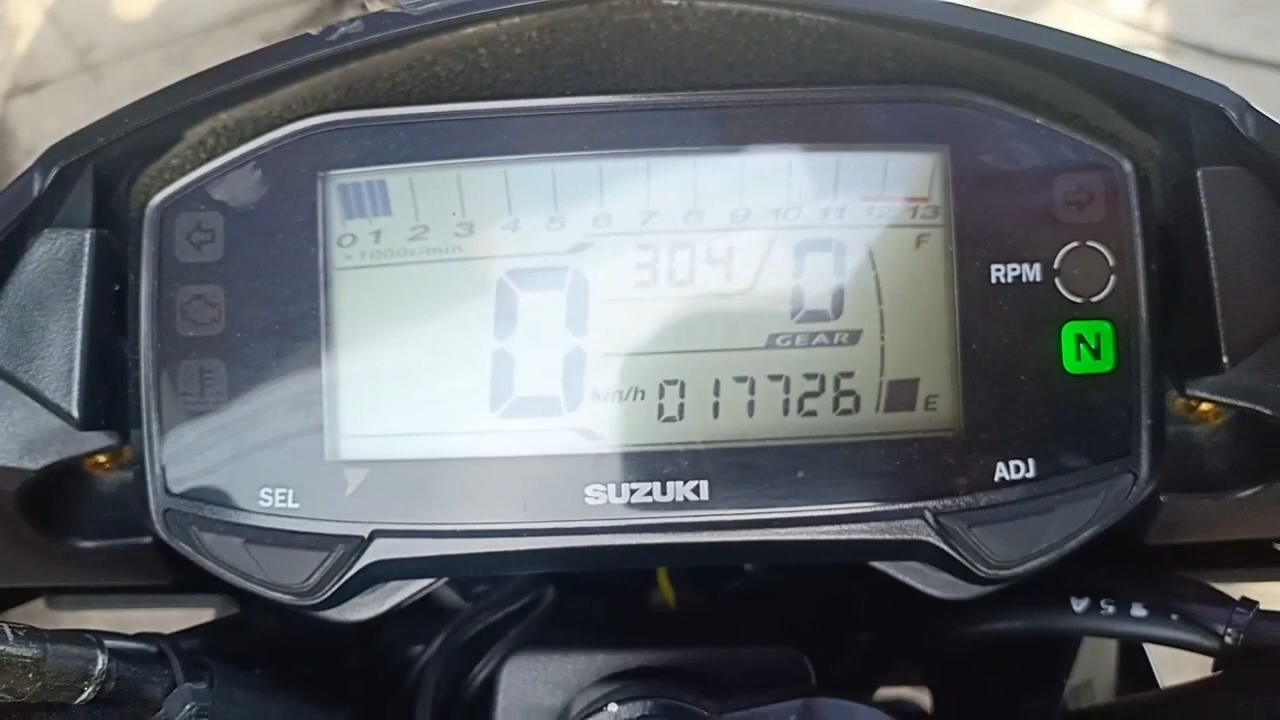 0 1 2 3 4 5 6 7 8 9 10 11 12 13
×1000r/min
304
0
F
RPM
GEAR
N
0
km/h
017726
E
SEL
SUZUKI
ADJ